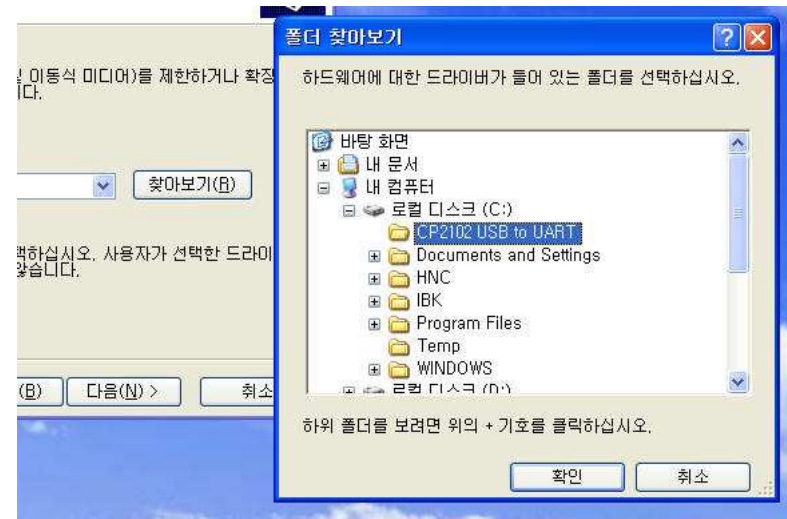 이동식 미디어)를 제한하거나 확장
니다.
찾아보기(R)
택하십시오. 사용자가 선택한 드라이
않습니다.
(B)
다음(N) >
취소
폴더 찾아보기
하드웨어에 대한 드라이버가 들어 있는 폴더를 선택하십시오.
바탕 화면
내 문서
내 컴퓨터
로컬 디스크 (C:)
CP2102 USB to UART
Documents and Settings
HNC
IBK
Program Files
Temp
WINDOWS
로컬 디스크 (D:)
하위 폴더를 보려면 위의 + 기호를 클릭하십시오.
확인
취소